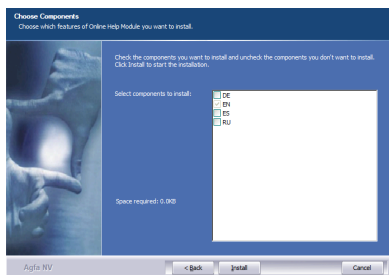 Choose Components
Choose which features of Online Help Module you want to install.
Check the components you want to install and uncheck the components you don't want to install.
Click Install to start the installation.
Select components to install:
DE
EN
ES
RU
Space required: 0.0KB
Agfa NV
< Back
Install
Cancel